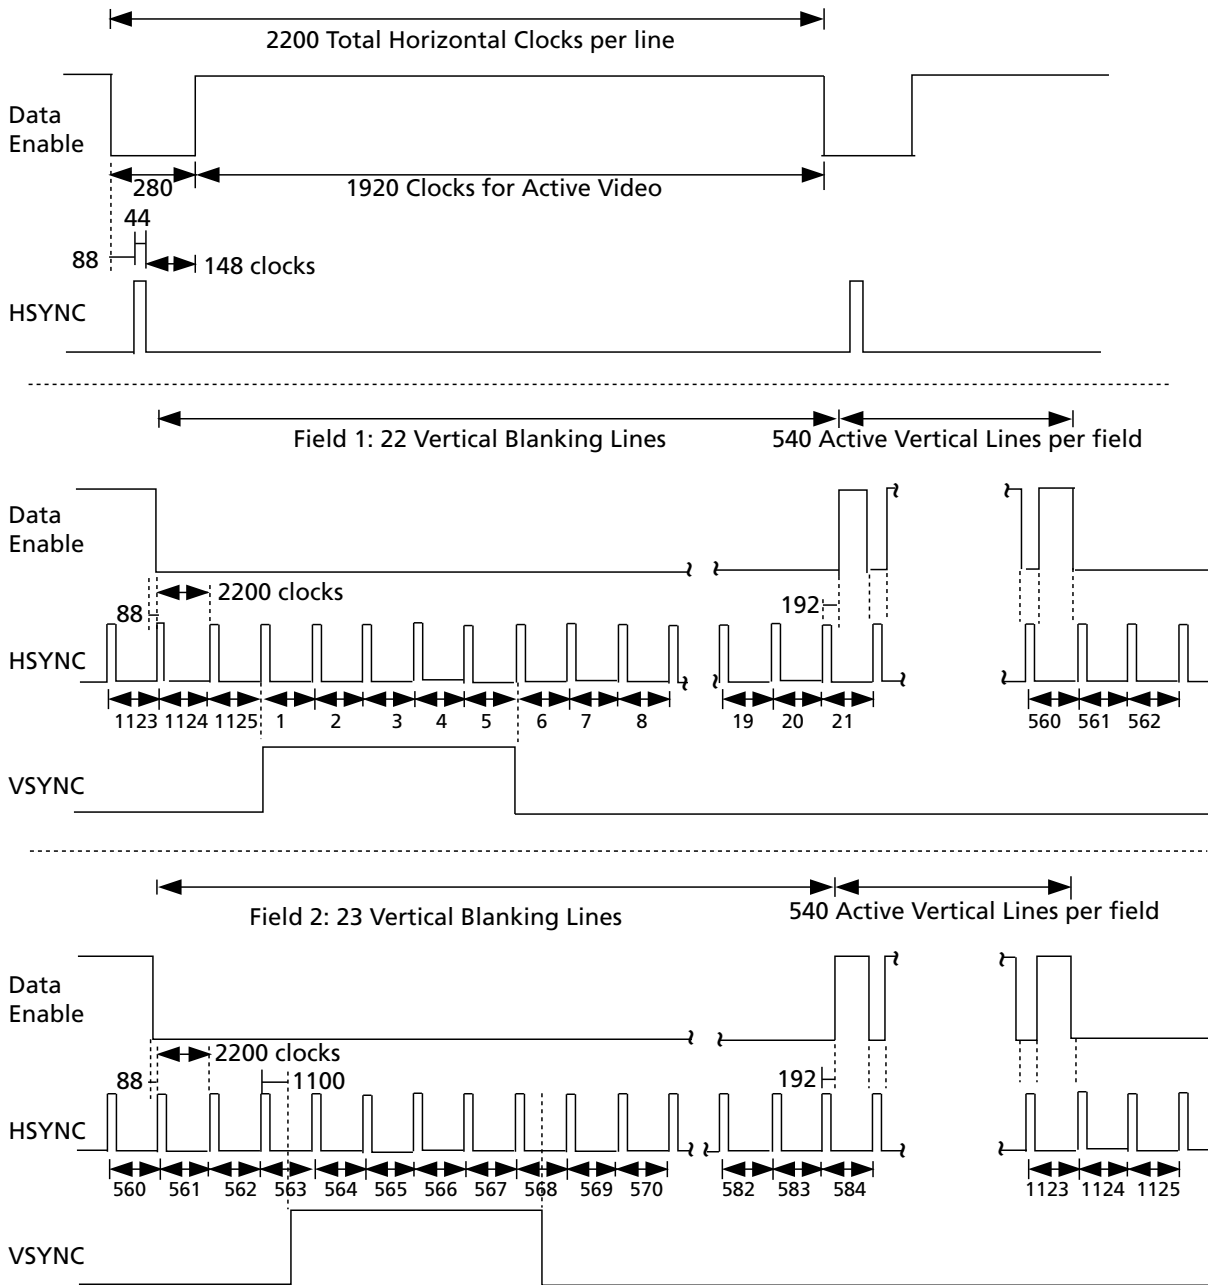 2200 Total Horizontal Clocks per line
Data
Enable
280
1920 Clocks for Active Video
44
88
148 clocks
HSYNC
Field 1: 22 Vertical Blanking Lines
540 Active Vertical Lines per field
Data
Enable
2200 clocks
88
192
HSYNC
1123 1124 1125 1 2 3 4 5 6 7 8 19 20 21 560 561 562
VSYNC
Field 2: 23 Vertical Blanking Lines
540 Active Vertical Lines per field
Data
Enable
2200 clocks
88
1100
192
HSYNC
560 561 562 563 564 565 566 567 568 569 570 582 583 584 1123 1124 1125
VSYNC